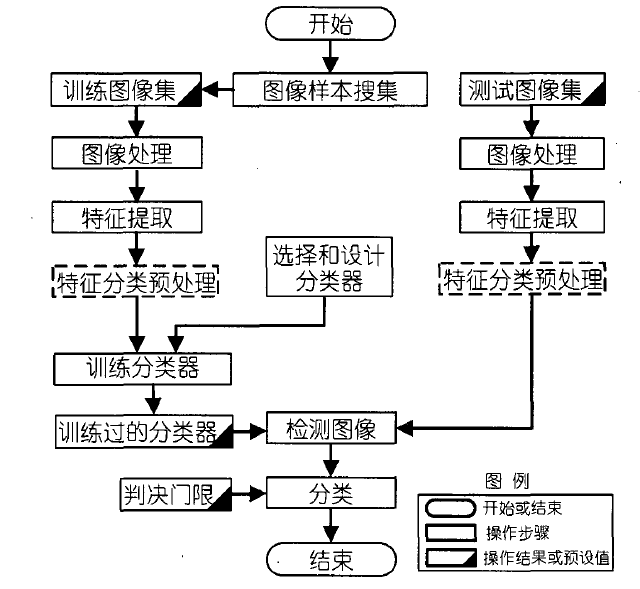 开始
训练图像集
图像样本搜集
测试图像集
图像处理
图像处理
特征提取
特征提取
选择和设计
分类器
特征分类预处理
特征分类预处理
训练分类器
训练过的分类器
检测图像
判决门限
分类
结束
图 例
开始或结束
操作步骤
操作结果或预设值